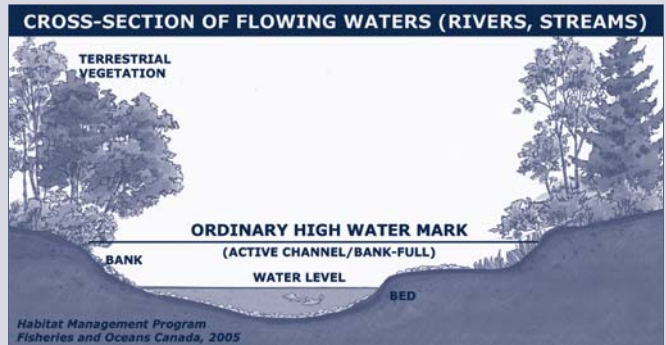 CROSS-SECTION OF FLOWING WATERS (RIVERS, STREAMS)
TERRESTRIAL
VEGETATION
ORDINARY HIGH WATER MARK
(ACTIVE CHANNEL/BANK-FULL)
BANK
WATER LEVEL
BED
Habitat Management Program
Fisheries and Oceans Canada, 2005